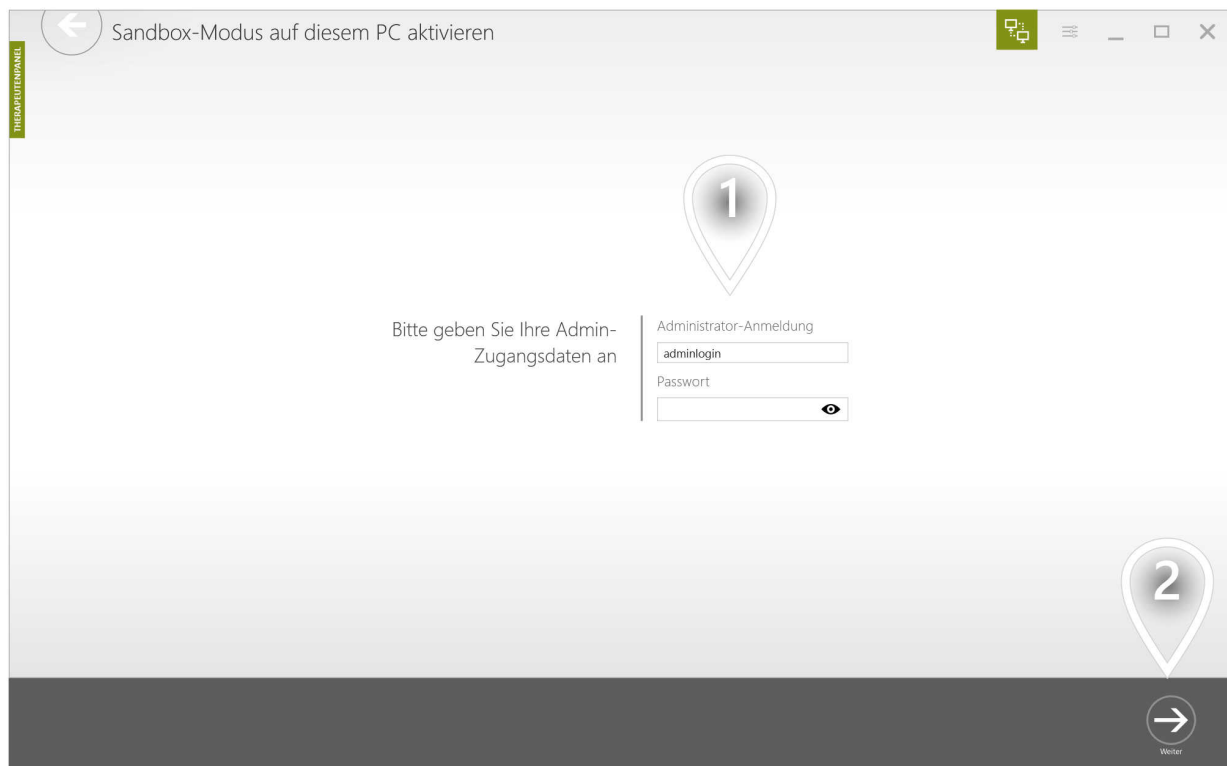 Sandbox-Modus auf diesem PC aktivieren
THERAPEUTENPANEL
1
Bitte geben Sie Ihre Admin-
Zugangsdaten an
Administrator-Anmeldung
adminlogin
Passwort
2
Weiter